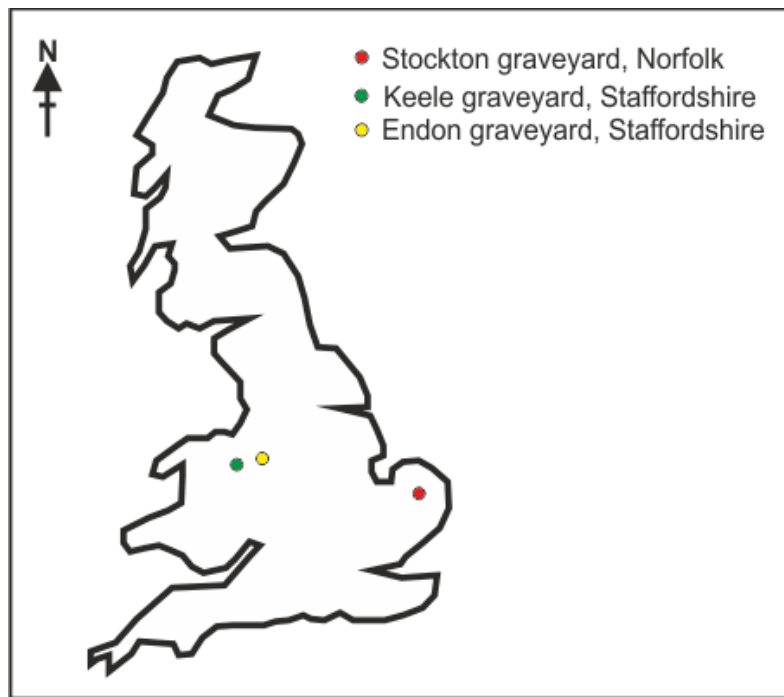 N
Stockton graveyard, Norfolk
Keele graveyard, Staffordshire
Endon graveyard, Staffordshire